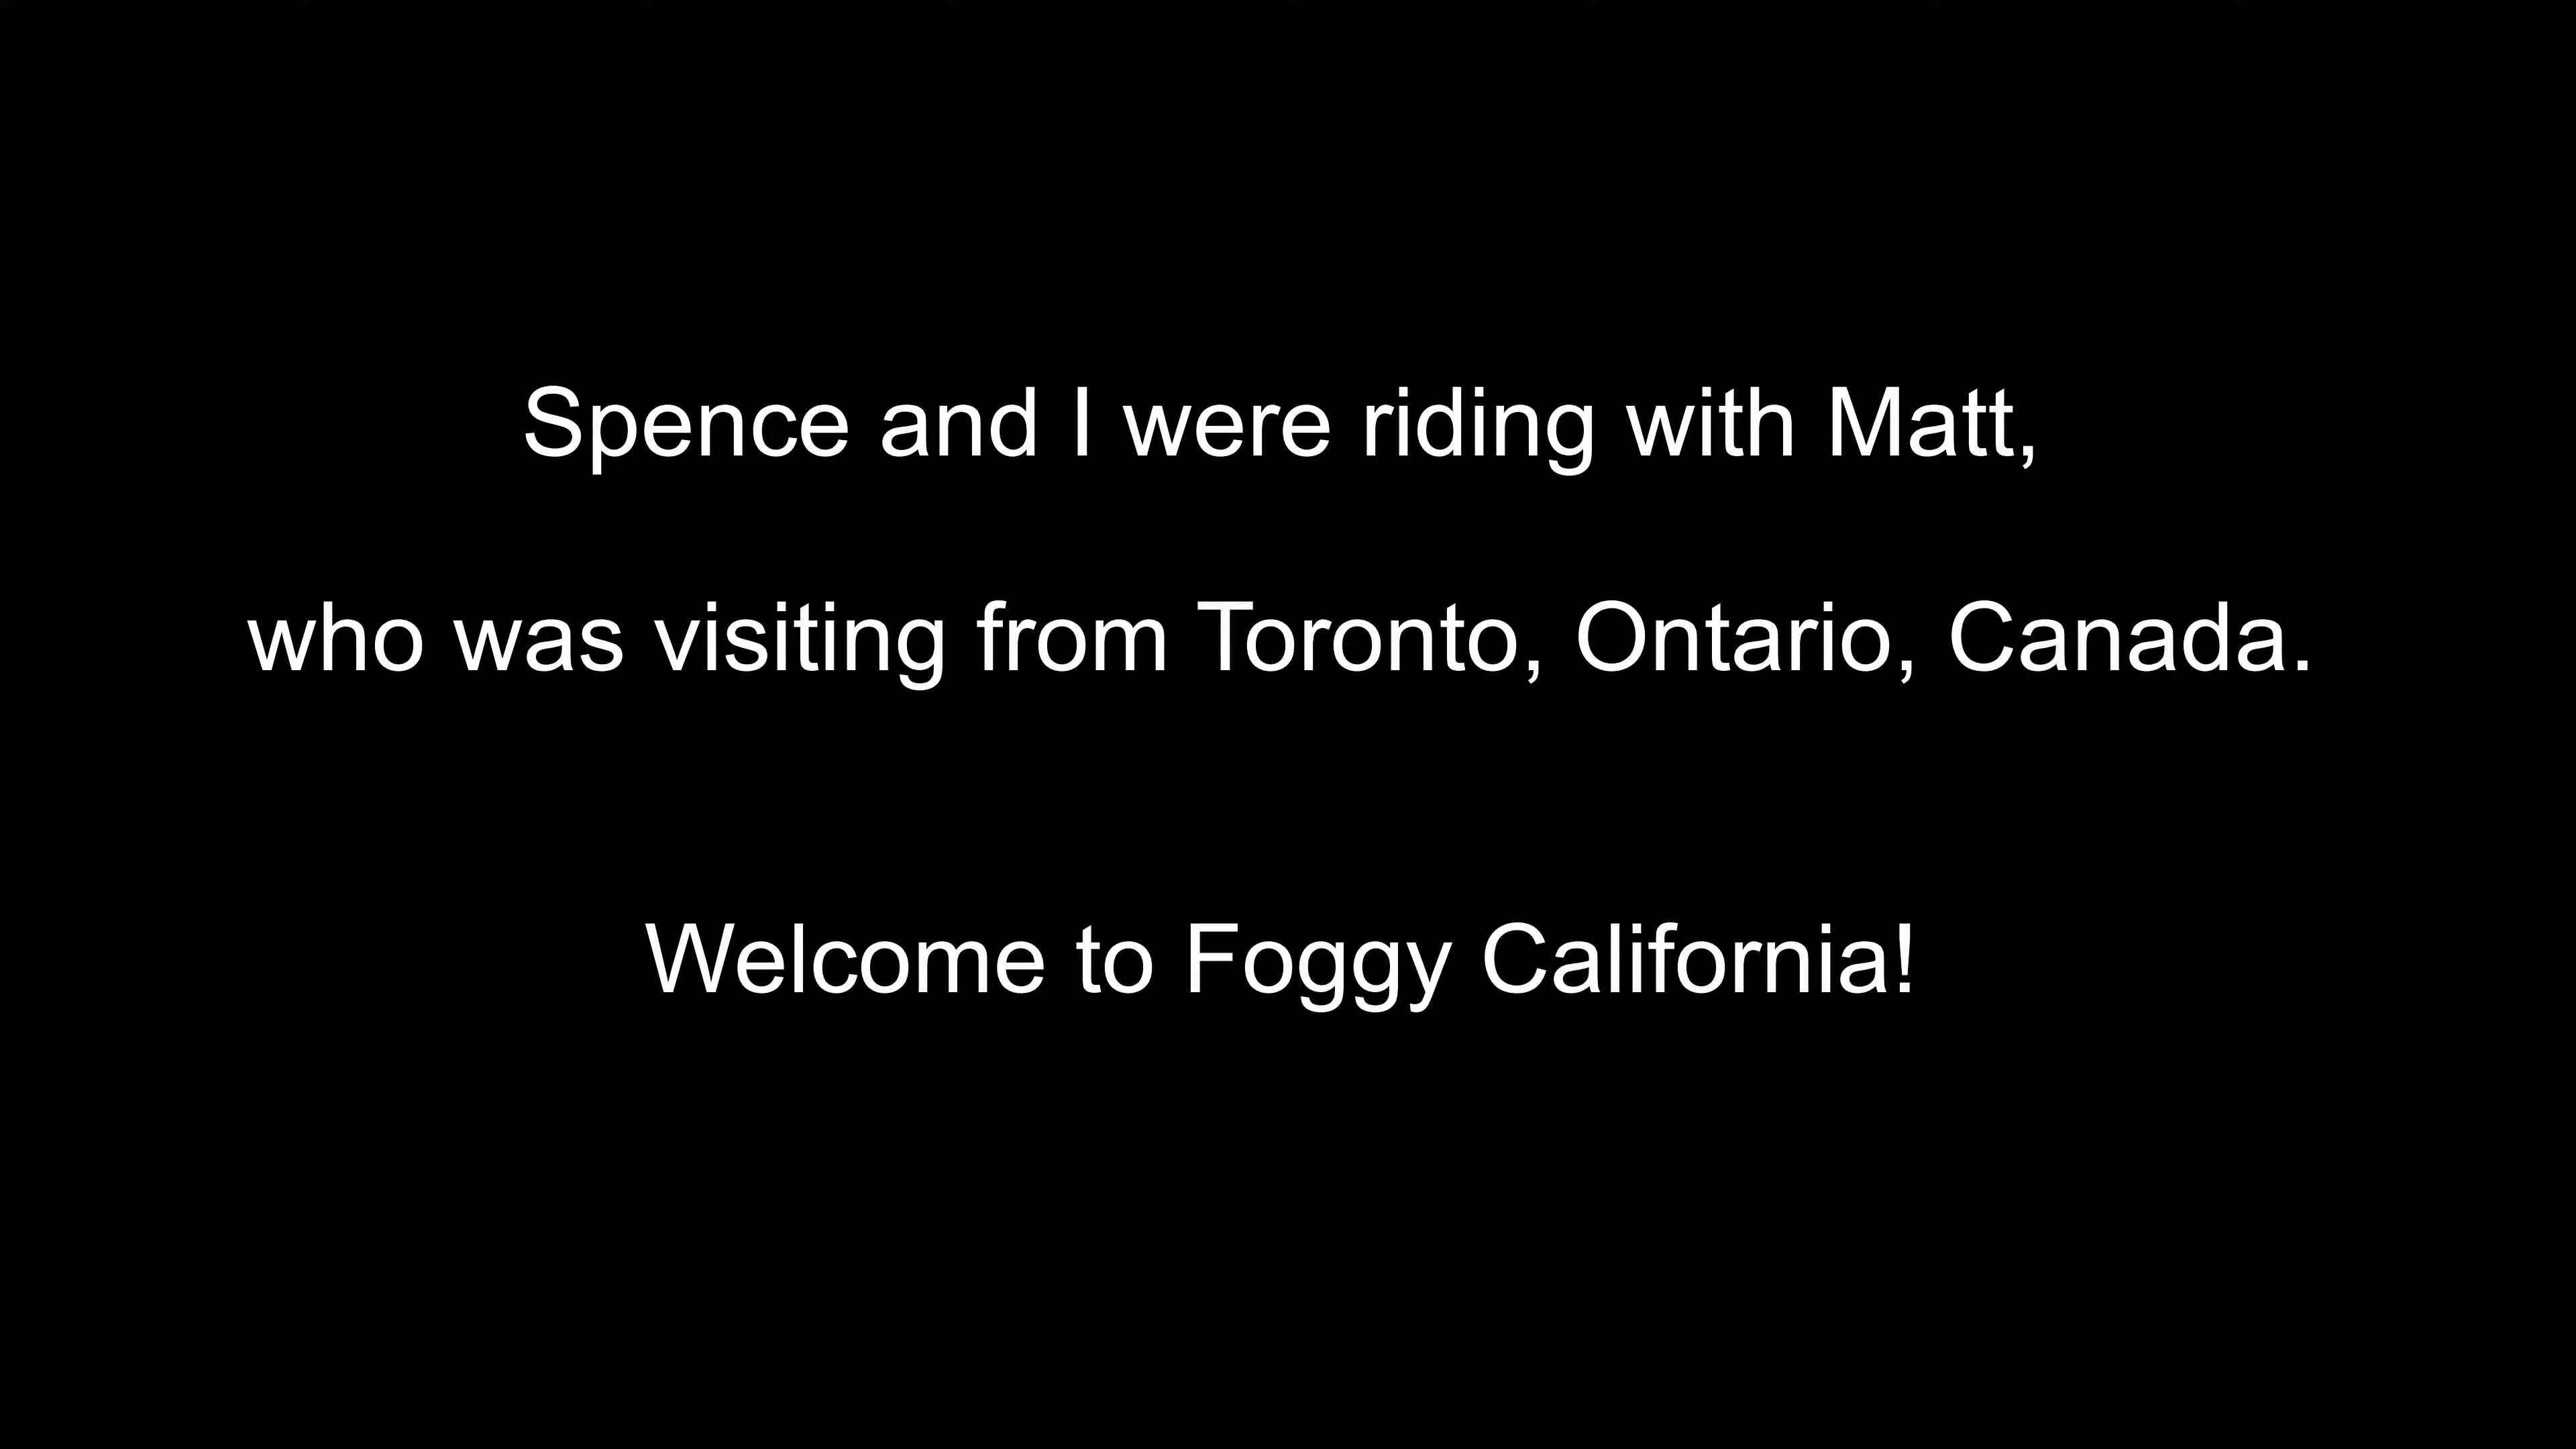 Spence and I were riding with Matt,
who was visiting from Toronto, Ontario, Canada.
Welcome to Foggy California!